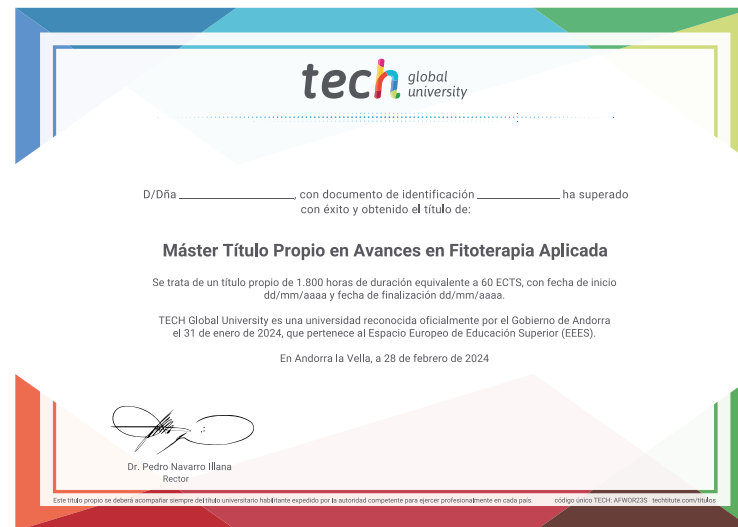 tech global university
D/Dña ____________________, con documento de identificación ______________ ha superado
con éxito y obtenido el título de:
Máster Título Propio en Avances en Fitoterapia Aplicada
Se trata de un título propio de 1.800 horas de duración equivalente a 60 ECTS, con fecha de inicio
dd/mm/aaaa y fecha de finalización dd/mm/aaaa.
TECH Global University es una universidad reconocida oficialmente por el Gobierno de Andorra
el 31 de enero de 2024, que pertenece al Espacio Europeo de Educación Superior (EEES).
En Andorra la Vella, a 28 de febrero de 2024
Dr. Pedro Navarro Illana
Rector
Este título propio se deberá acompañar siempre del título universitario habilitante expedido por la autoridad competente para ejercer profesionalmente en cada país. código único TECH: AFWOR23S techtitute.com/titulos